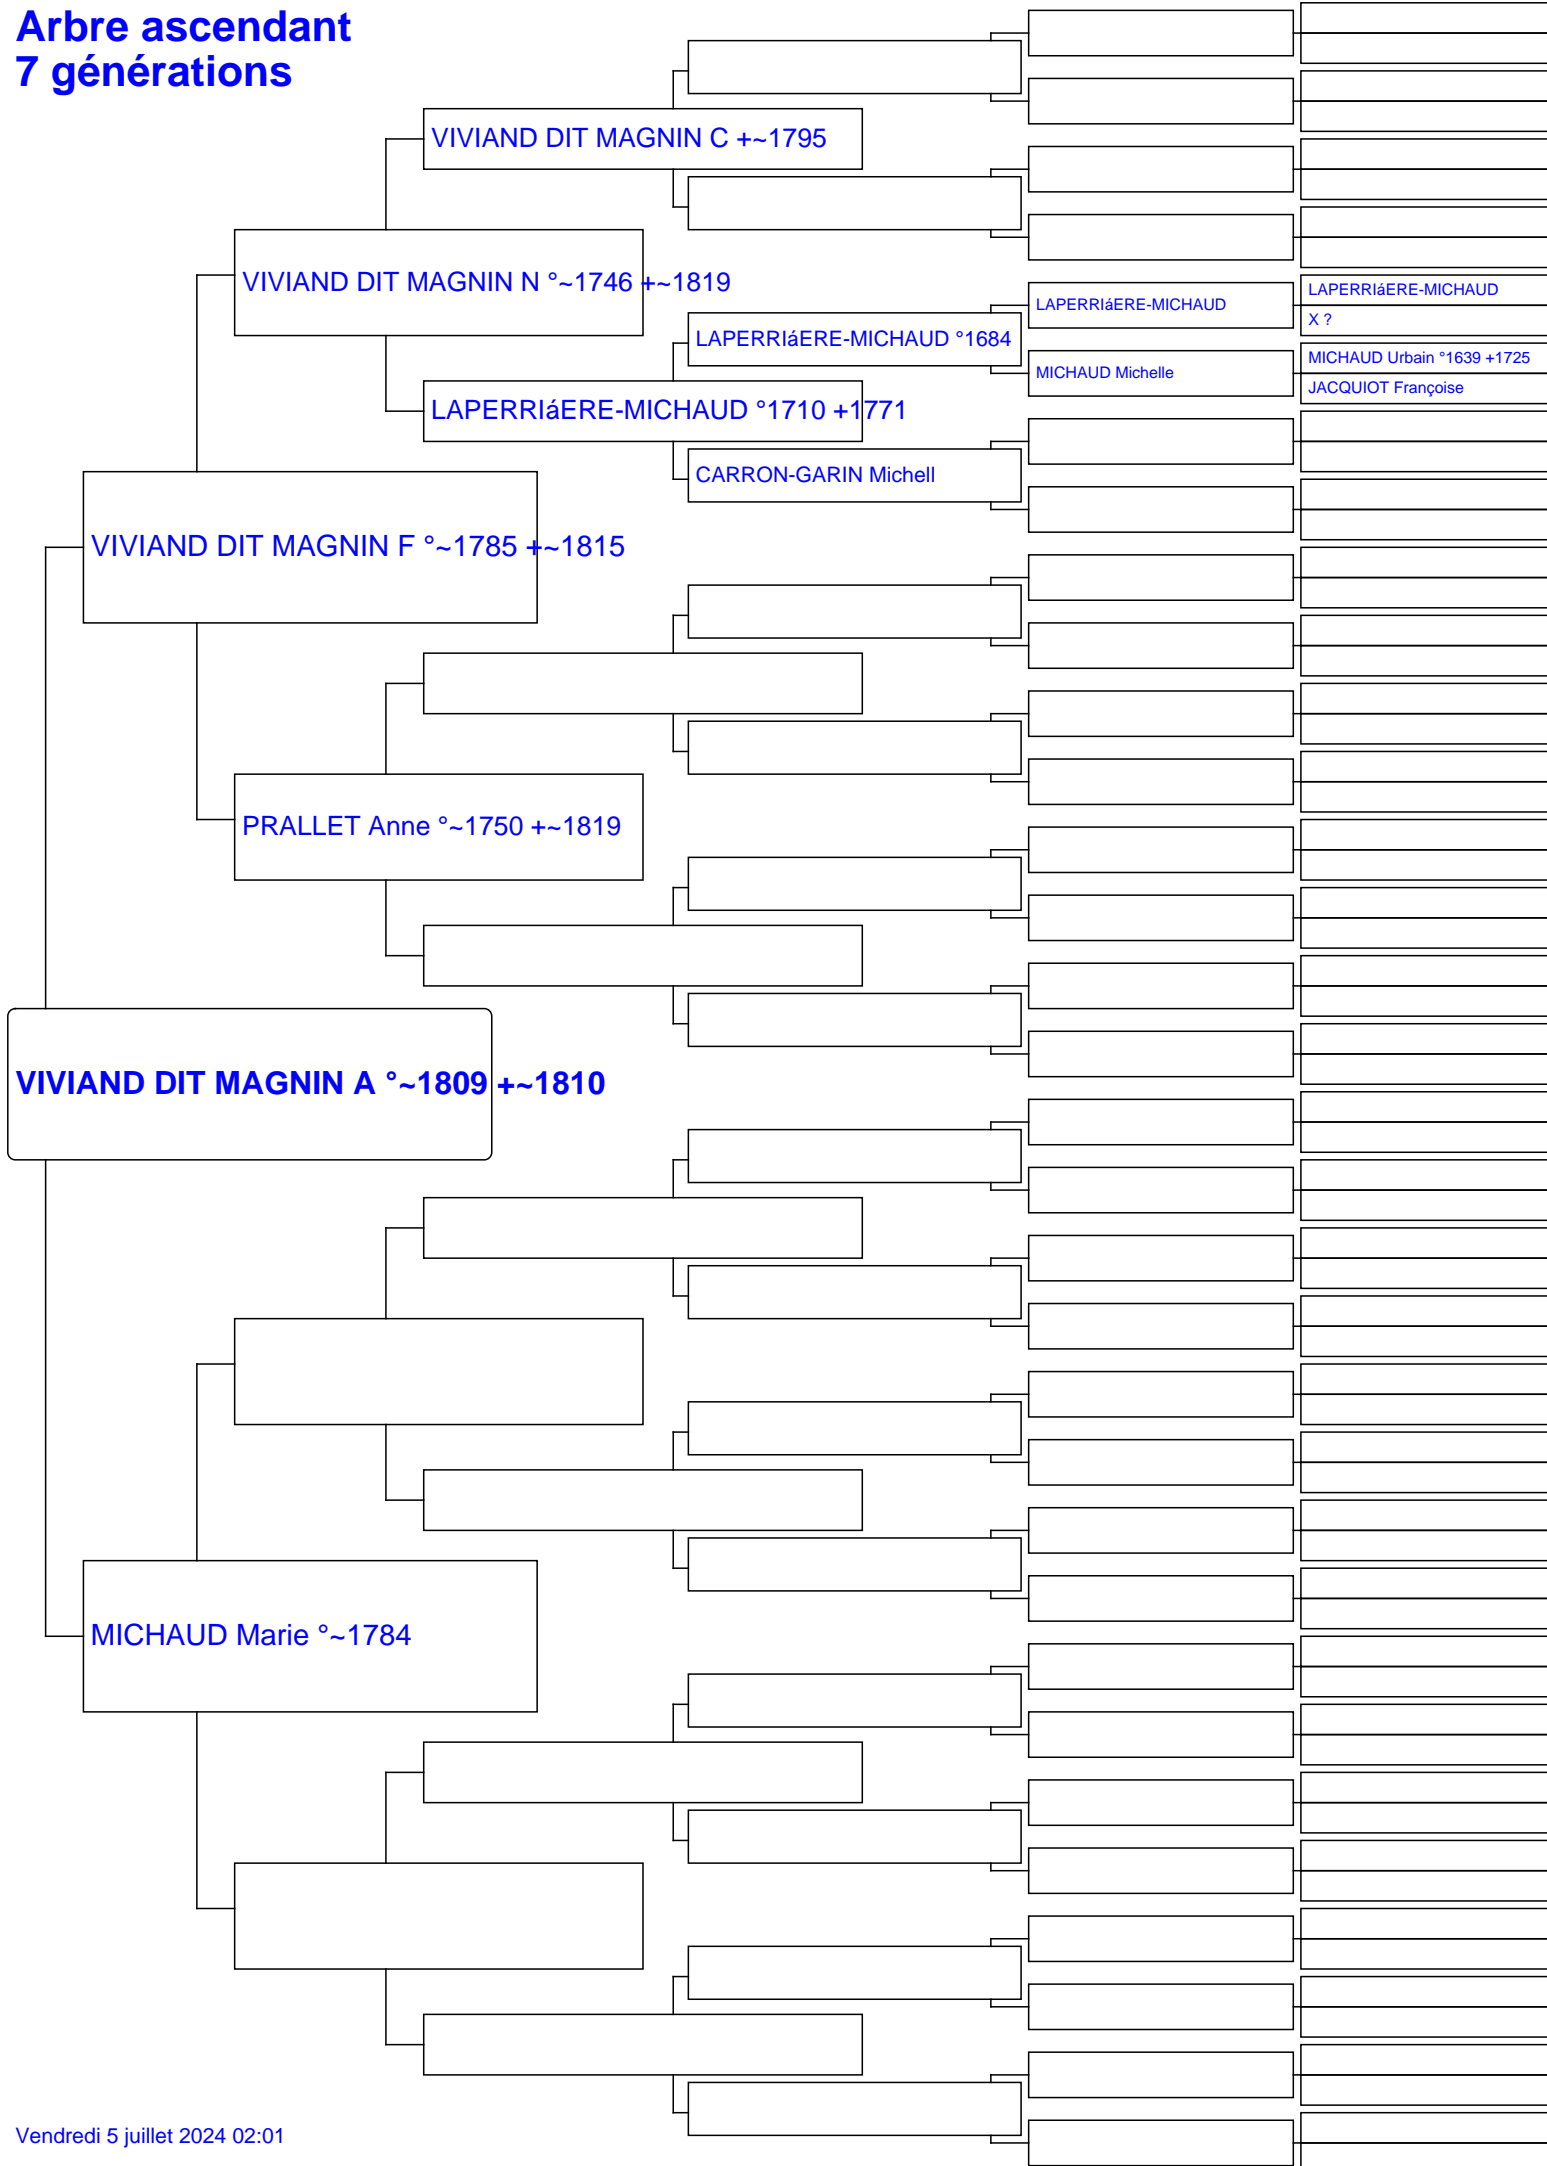 Arbre ascendant
7 générations
VIVIAND DIT MAGNIN C +~1795
VIVIAND DIT MAGNIN N °~1746 +~1819
LAPERRIáERE-MICHAUD
LAPERRIáERE-MICHAUD
X ?
LAPERRIáERE-MICHAUD °1684
MICHAUD Michelle
MICHAUD Urbain °1639 +1725
JACQUIOT Françoise
LAPERRIáERE-MICHAUD °1710 +1771
CARRON-GARIN Michell
VIVIAND DIT MAGNIN F °~1785 +~1815
PRALLET Anne °~1750 +~1819
VIVIAND DIT MAGNIN A °~1809 +~1810
MICHAUD Marie °~1784
Vendredi 5 juillet 2024 02:01